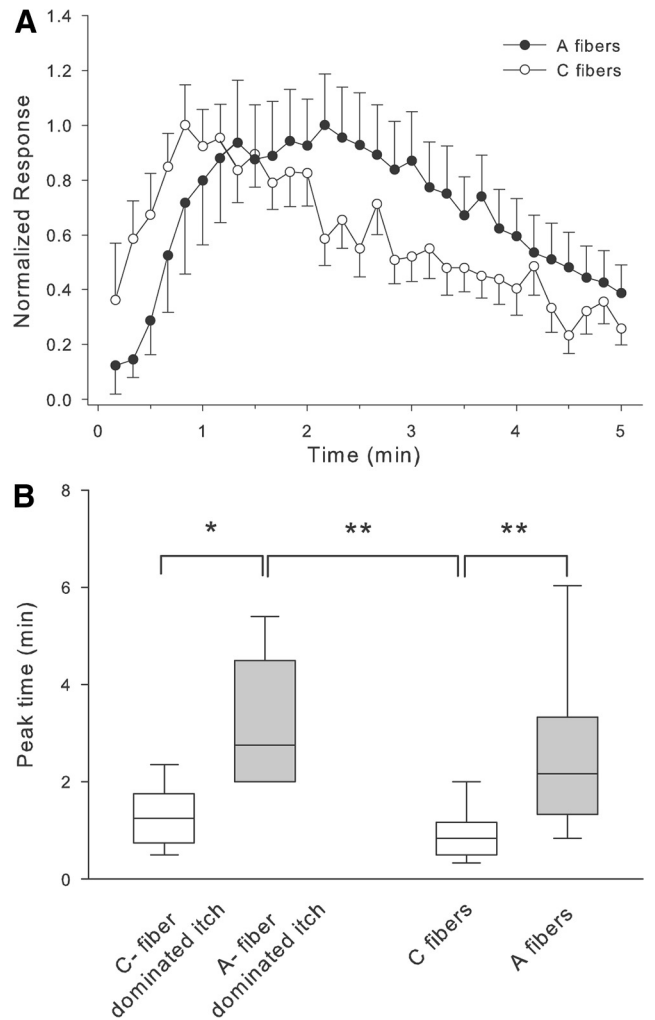 A
1.4
1.2
1.0
0.8
0.6
0.4
0.2
0.0
Normalized Response
A fibers
C fibers
0 1 2 3 4 5
Time (min)
B
8
6
4
2
0
Peak time (min)
* ** **
C- fiber
dominated itch
A- fiber
dominated itch
C fibers
A fibers